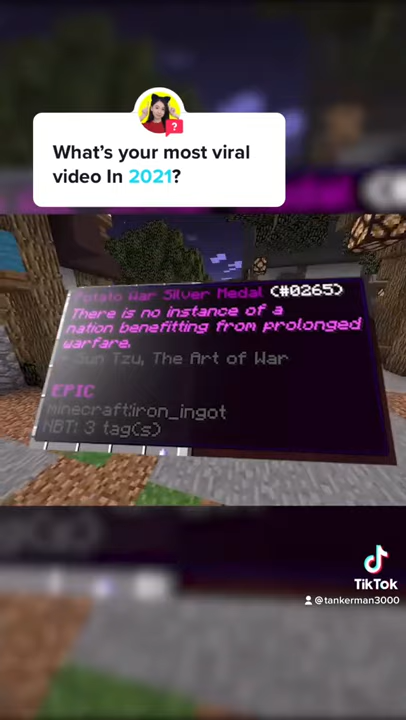 What's your most viral
video In 2021?
Potato War Silver Medal (#0265)
There is no instance of a
nation benefitting from prolonged
warfare.
- Sun Tzu, The Art of War
EPIC
minecraft:iron_ingot
NBT: 3 tag(s)
TikTok
@tankerman3000